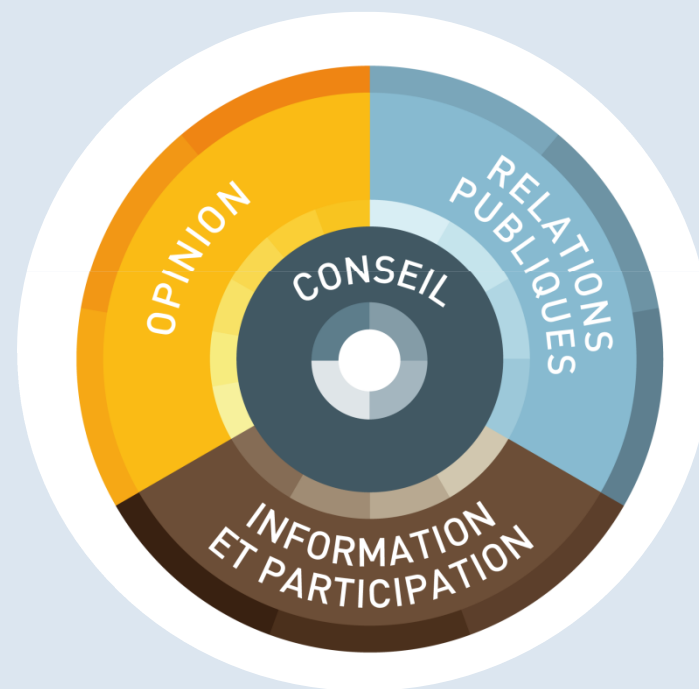 OPINION
RELATIONS
PUBLIQUES
CONSEIL
INFORMATION
ET PARTICIPATION